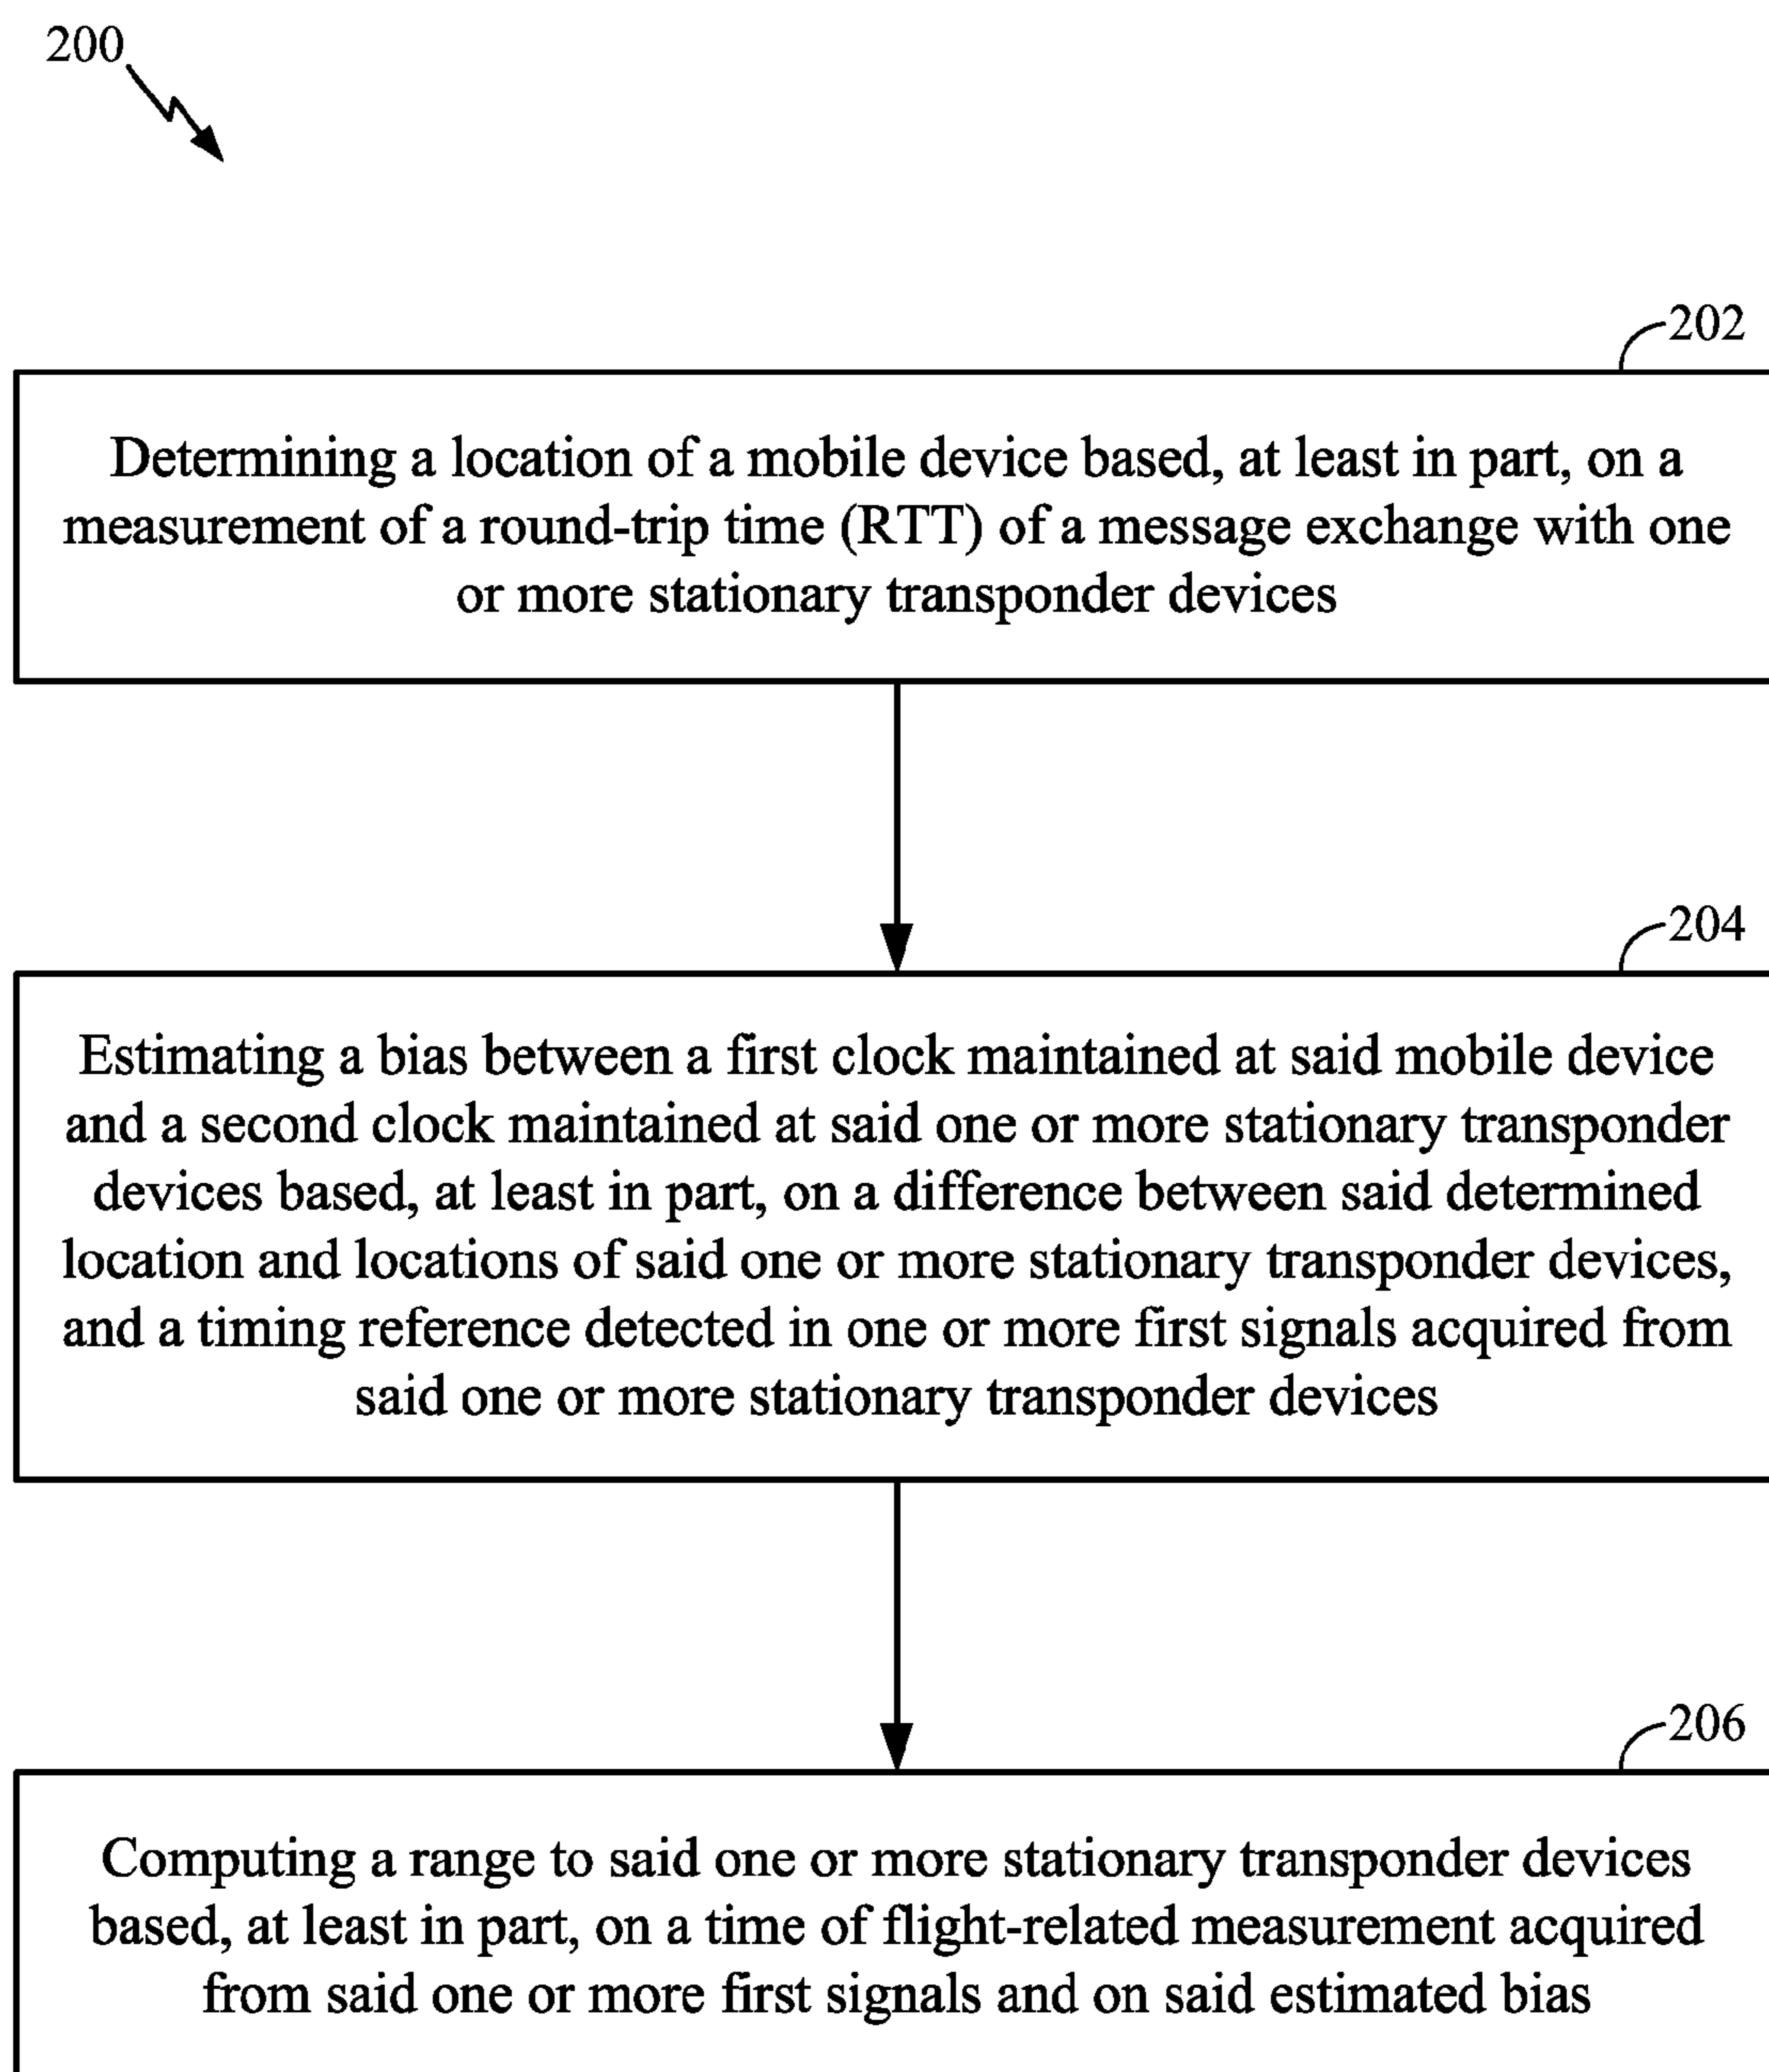 200
202
Determining a location of a mobile device based, at least in part, on a
measurement of a round-trip time (RTT) of a message exchange with one
or more stationary transponder devices
204
Estimating a bias between a first clock maintained at said mobile device
and a second clock maintained at said one or more stationary transponder
devices based, at least in part, on a difference between said determined
location and locations of said one or more stationary transponder devices,
and a timing reference detected in one or more first signals acquired from
said one or more stationary transponder devices
206
Computing a range to said one or more stationary transponder devices
based, at least in part, on a time of flight-related measurement acquired
from said one or more first signals and on said estimated bias